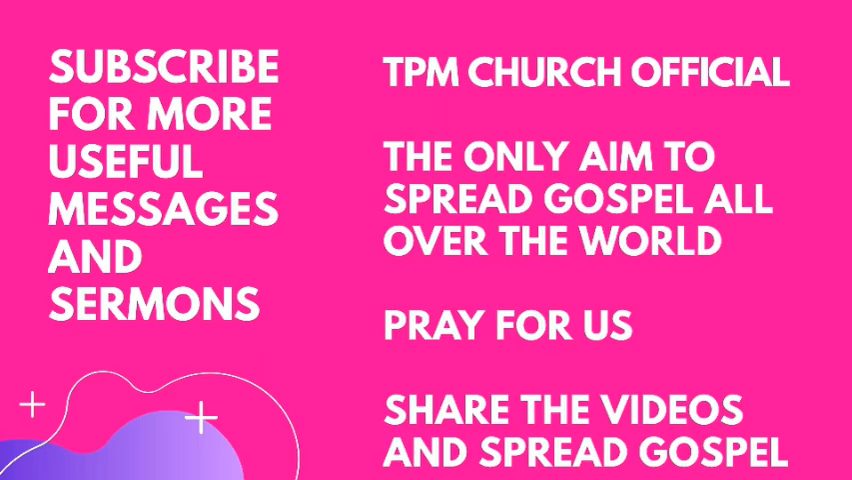 SUBSCRIBE
FOR MORE
USEFUL
MESSAGES
AND
SERMONS
TPM CHURCH OFFICIAL
THE ONLY AIM TO
SPREAD GOSPEL ALL
OVER THE WORLD
PRAY FOR US
SHARE THE VIDEOS
AND SPREAD GOSPEL